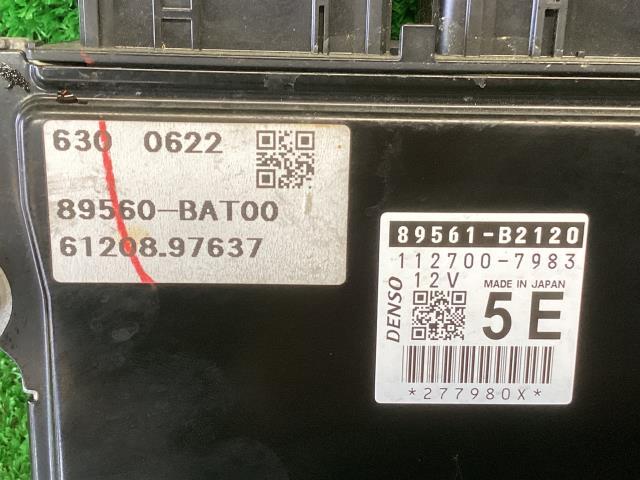 630 0622
89560-BAT00
61208.97637
89561-B2120
112700-7983
DENSO
12V
MADE IN JAPAN
5E
*277980X*